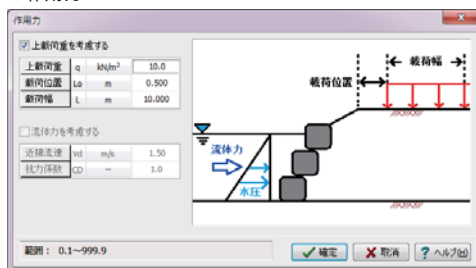 作用力
上載荷重を考慮する
上載荷重 q kN/m² 10.0
載荷位置 Lo m 0.500
載荷幅 L m 10.000
流体力を考慮する
近接流速 Vd m/s 1.50
抗力係数 CD - 1.0
載荷幅
載荷位置
流体力
水圧
範囲： 0.1～999.9
確定
取消
ヘルプ(H)